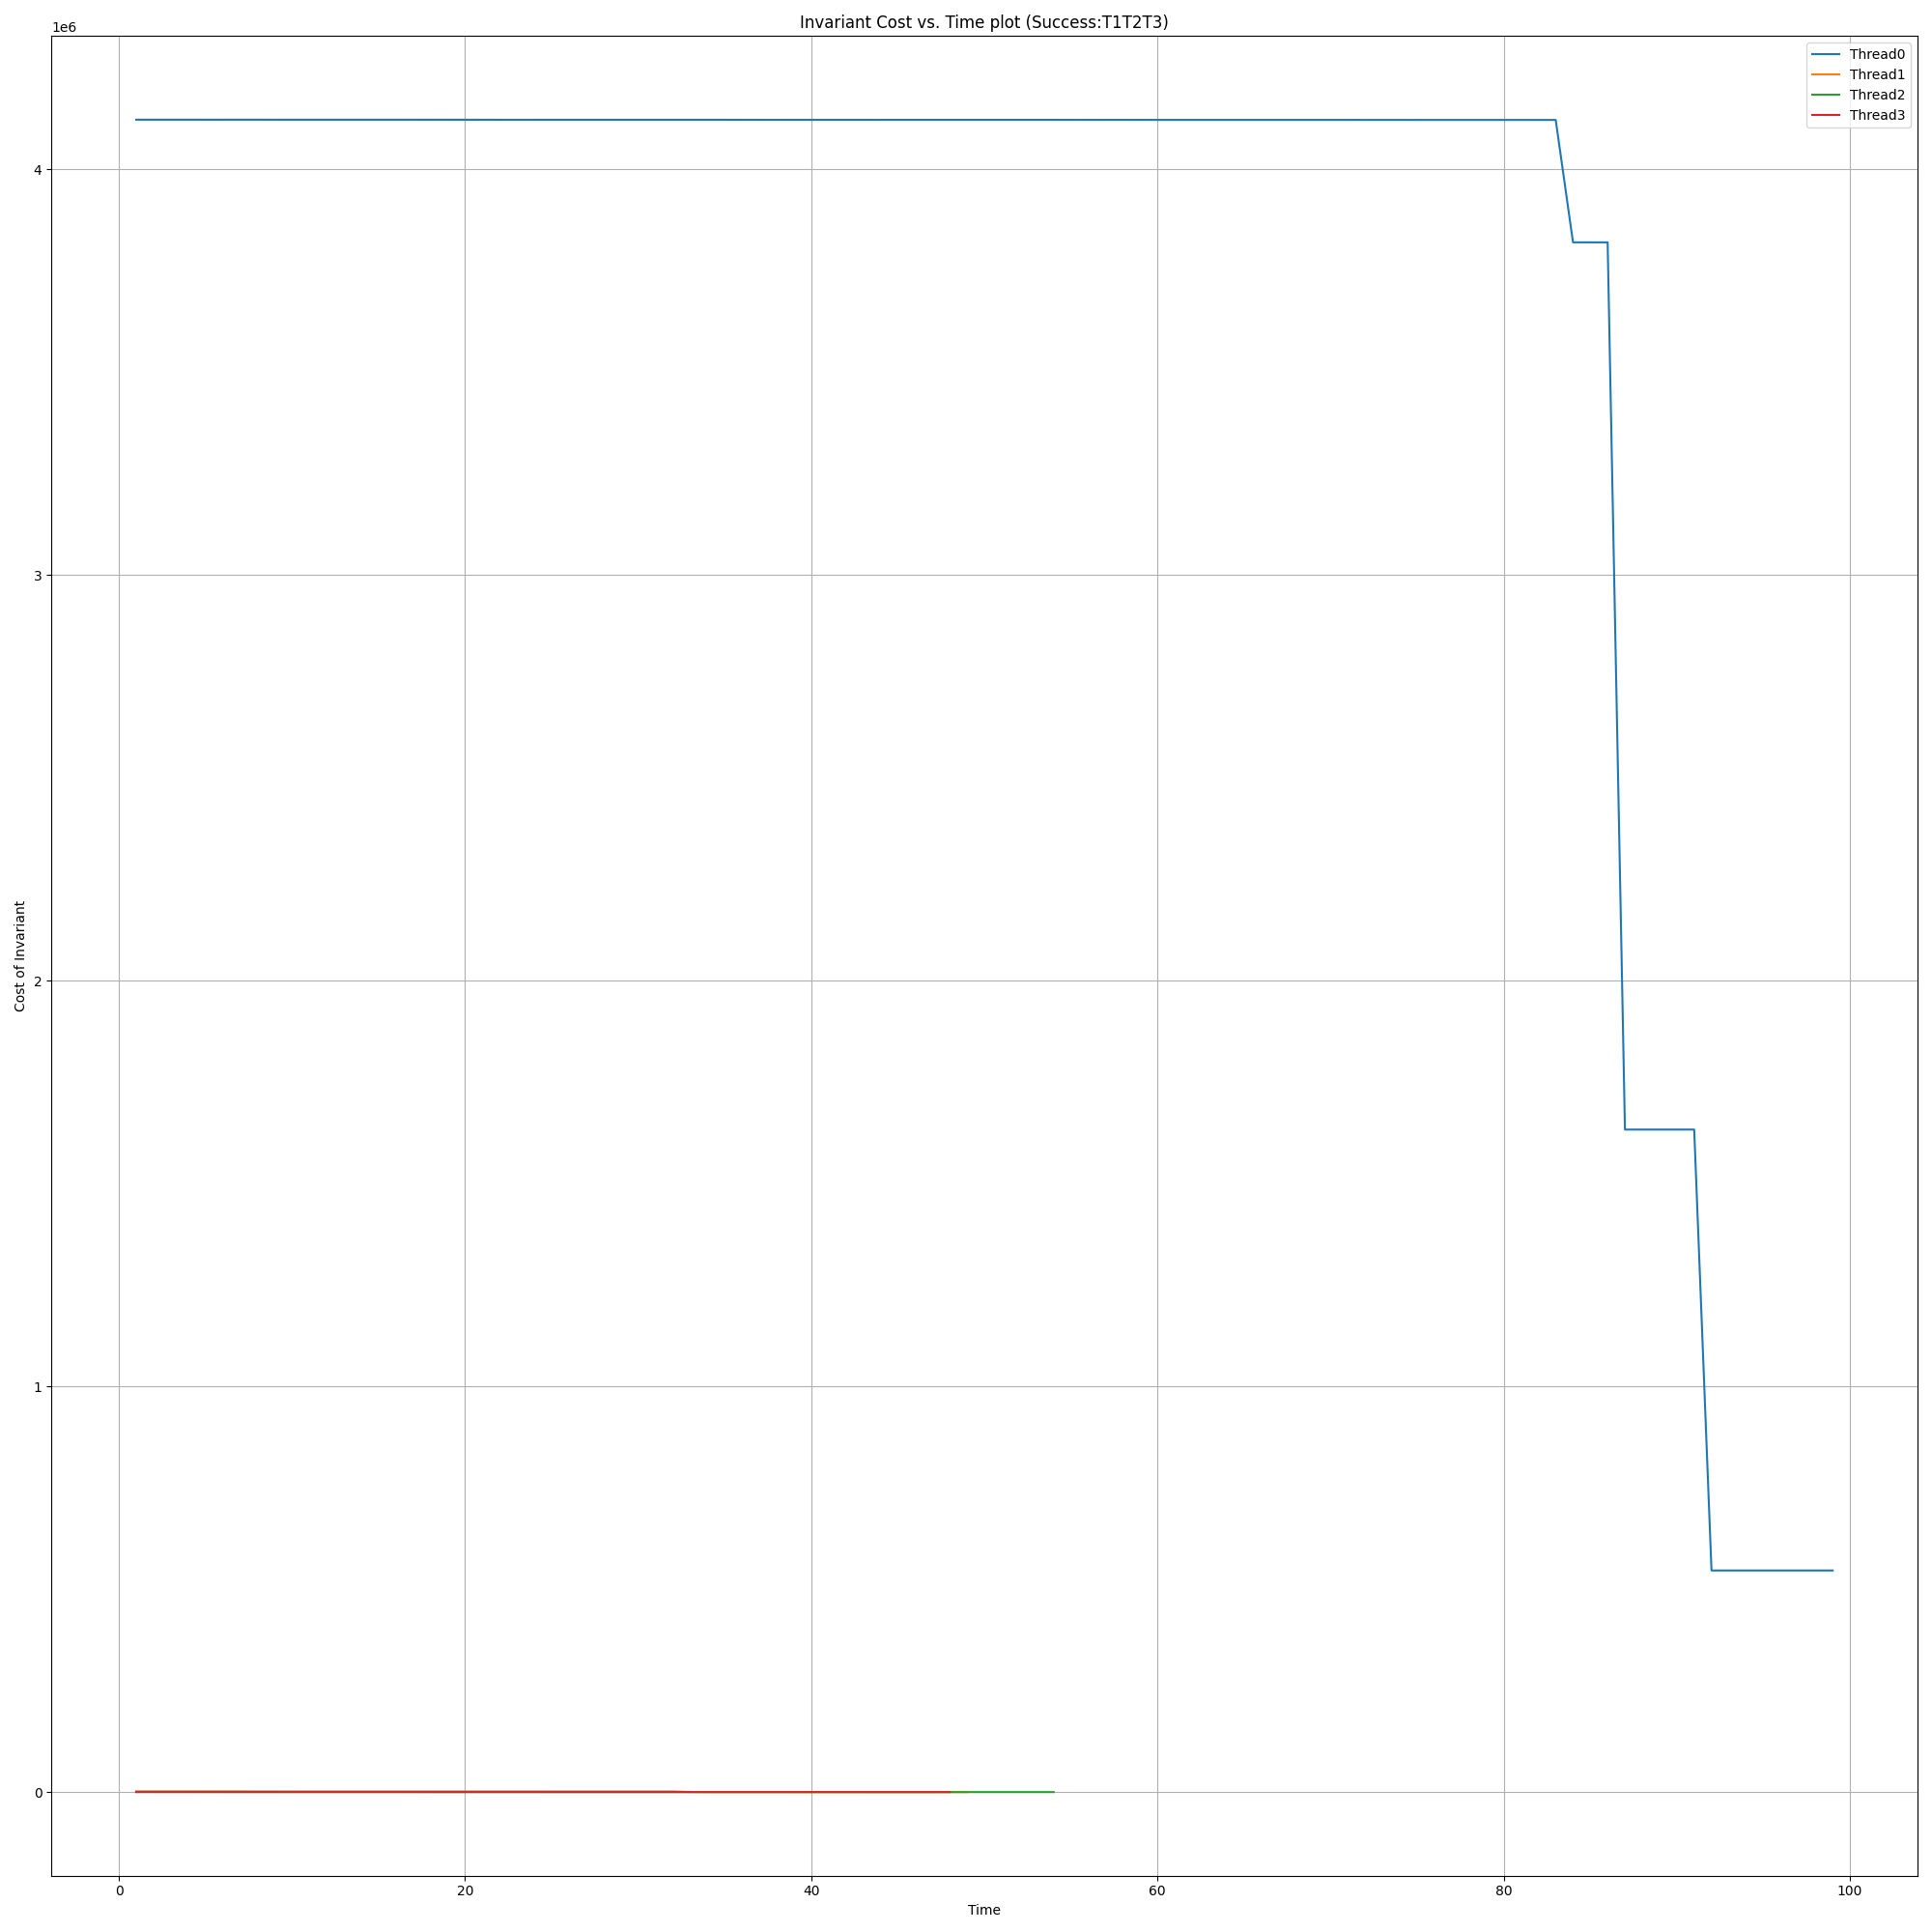 Invariant Cost vs. Time plot (Success:T1T2T3)
1e6
Thread0
Thread1
Thread2
Thread3
4
3
2
1
0
Cost of Invariant
0 20 40 60 80 100
Time